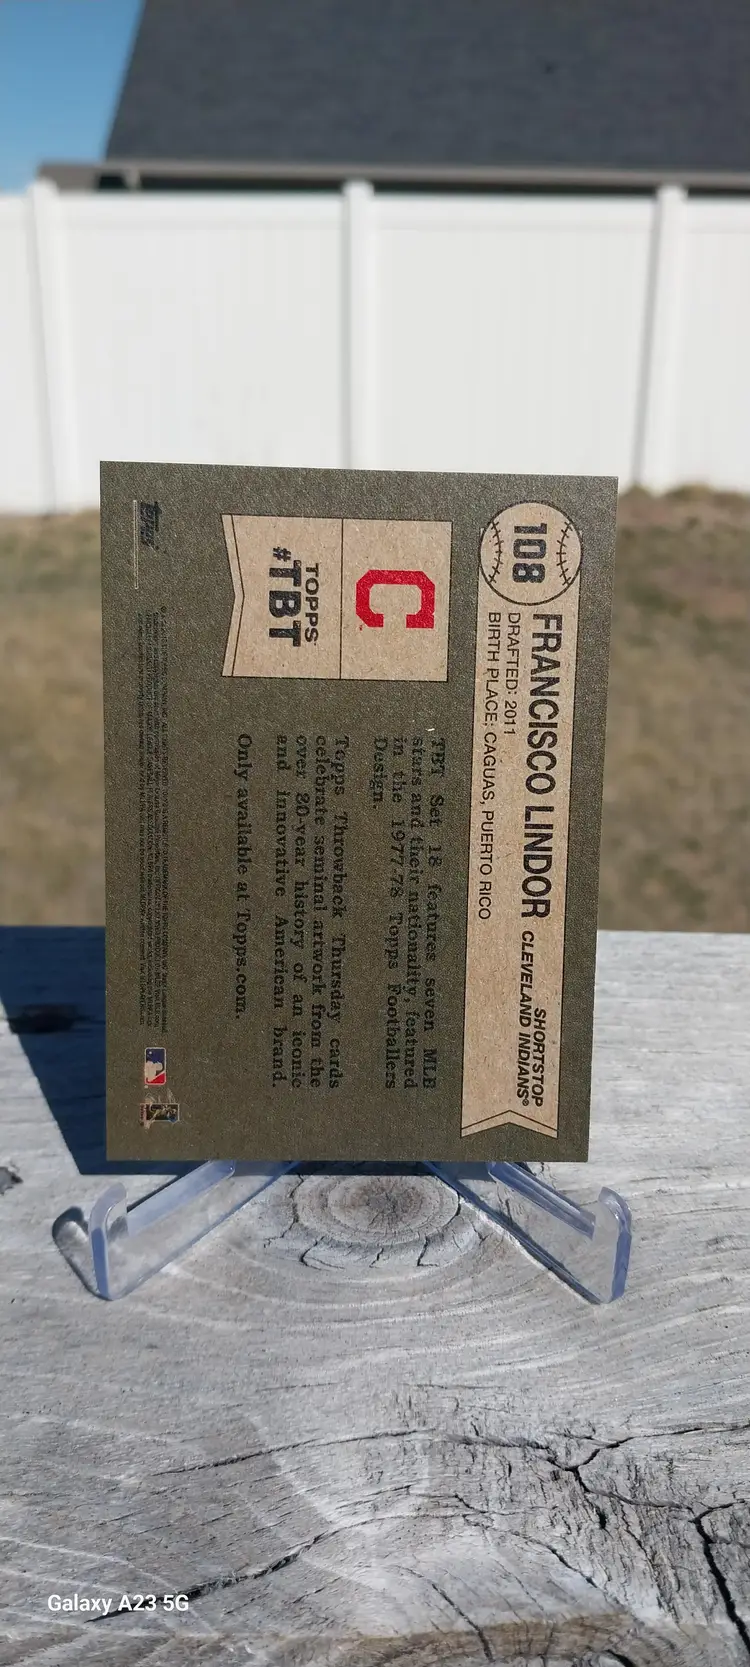 108
FRANCISCO LINDOR
SHORTSTOP
CLEVELAND INDIANS®
DRAFTED: 2011
BIRTH PLACE: CAGUAS, PUERTO RICO
C
TOPPS
#TBT
TBT Set 18 features seven MLB
stars and their nationality, featured
in the 1977-78 Topps Footballers
Design.
Topps Throwback Thursday cards
celebrate seminal artwork from the
over 80-year history of an iconic
and innovative American brand.
Only available at Topps.com.
Topps
Galaxy A23 5G